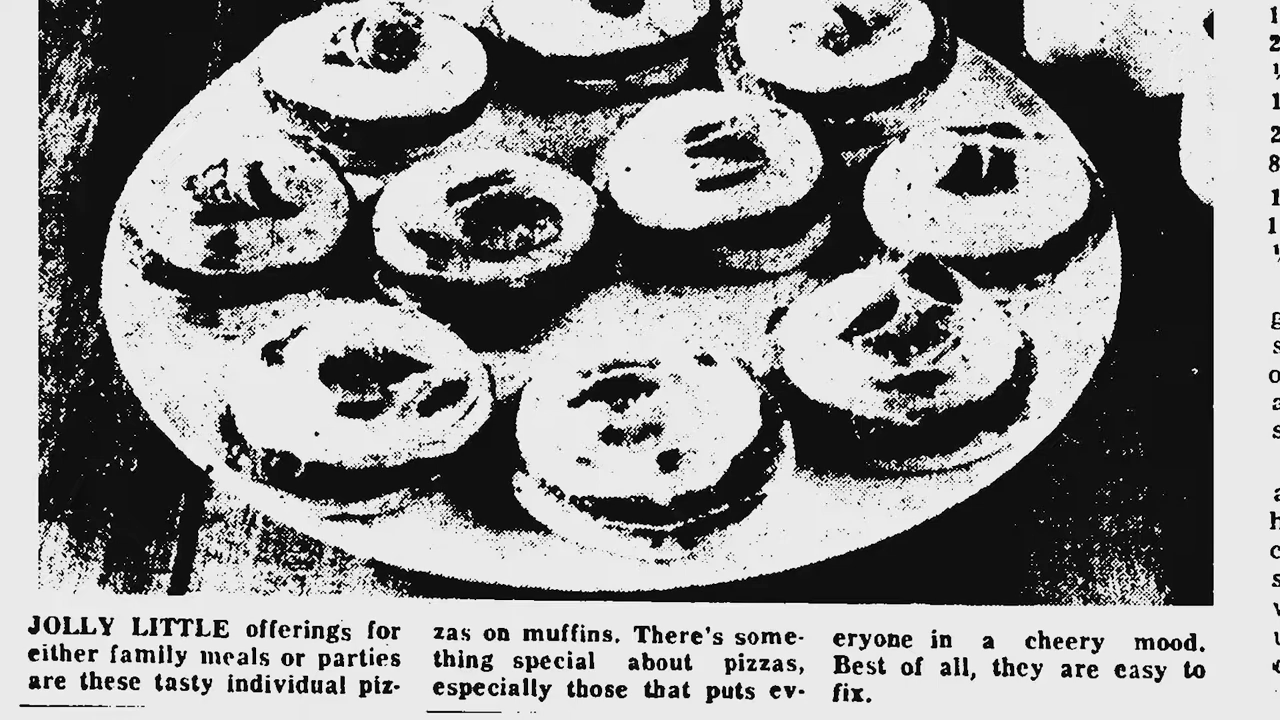 JOLLY LITTLE offerings for
either family meals or parties
are these tasty individual piz-
zas on muffins. There's some-
thing special about pizzas,
especially those that puts ev-
eryone in a cheery mood.
Best of all, they are easy to
fix.